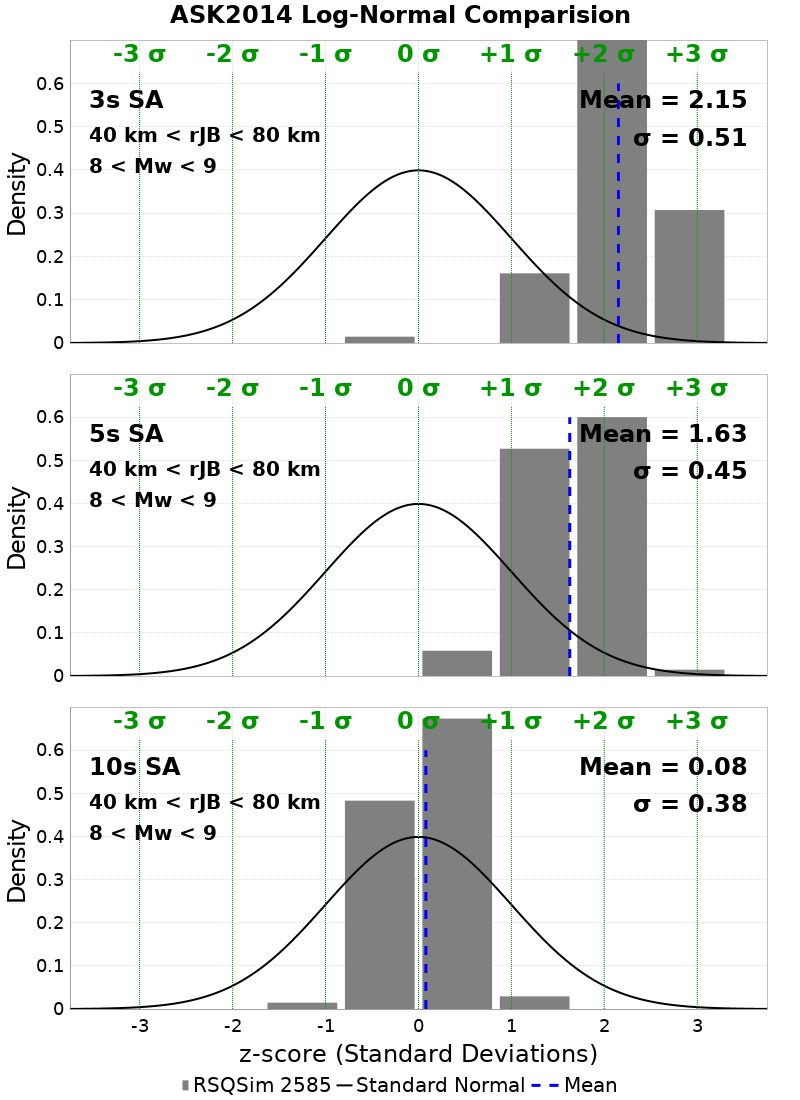 ASK2014 Log-Normal Comparision
-3 σ -2 σ -1 σ 0 σ +1 σ +2 σ +3 σ
0.6
3s SA Mean = 2.15
0.5
40 km < rJB < 80 km σ = 0.51
8 < Mw < 9
0.4
0.3
0.2
0.1
0
Density
-3 σ -2 σ -1 σ 0 σ +1 σ +2 σ +3 σ
0.6
5s SA Mean = 1.63
0.5
40 km < rJB < 80 km σ = 0.45
8 < Mw < 9
0.4
0.3
0.2
0.1
0
Density
-3 σ -2 σ -1 σ 0 σ +1 σ +2 σ +3 σ
0.6
10s SA Mean = 0.08
0.5
40 km < rJB < 80 km σ = 0.38
8 < Mw < 9
0.4
0.3
0.2
0.1
0
Density
-3 -2 -1 0 1 2 3
z-score (Standard Deviations)
RSQSim 2585 Standard Normal Mean